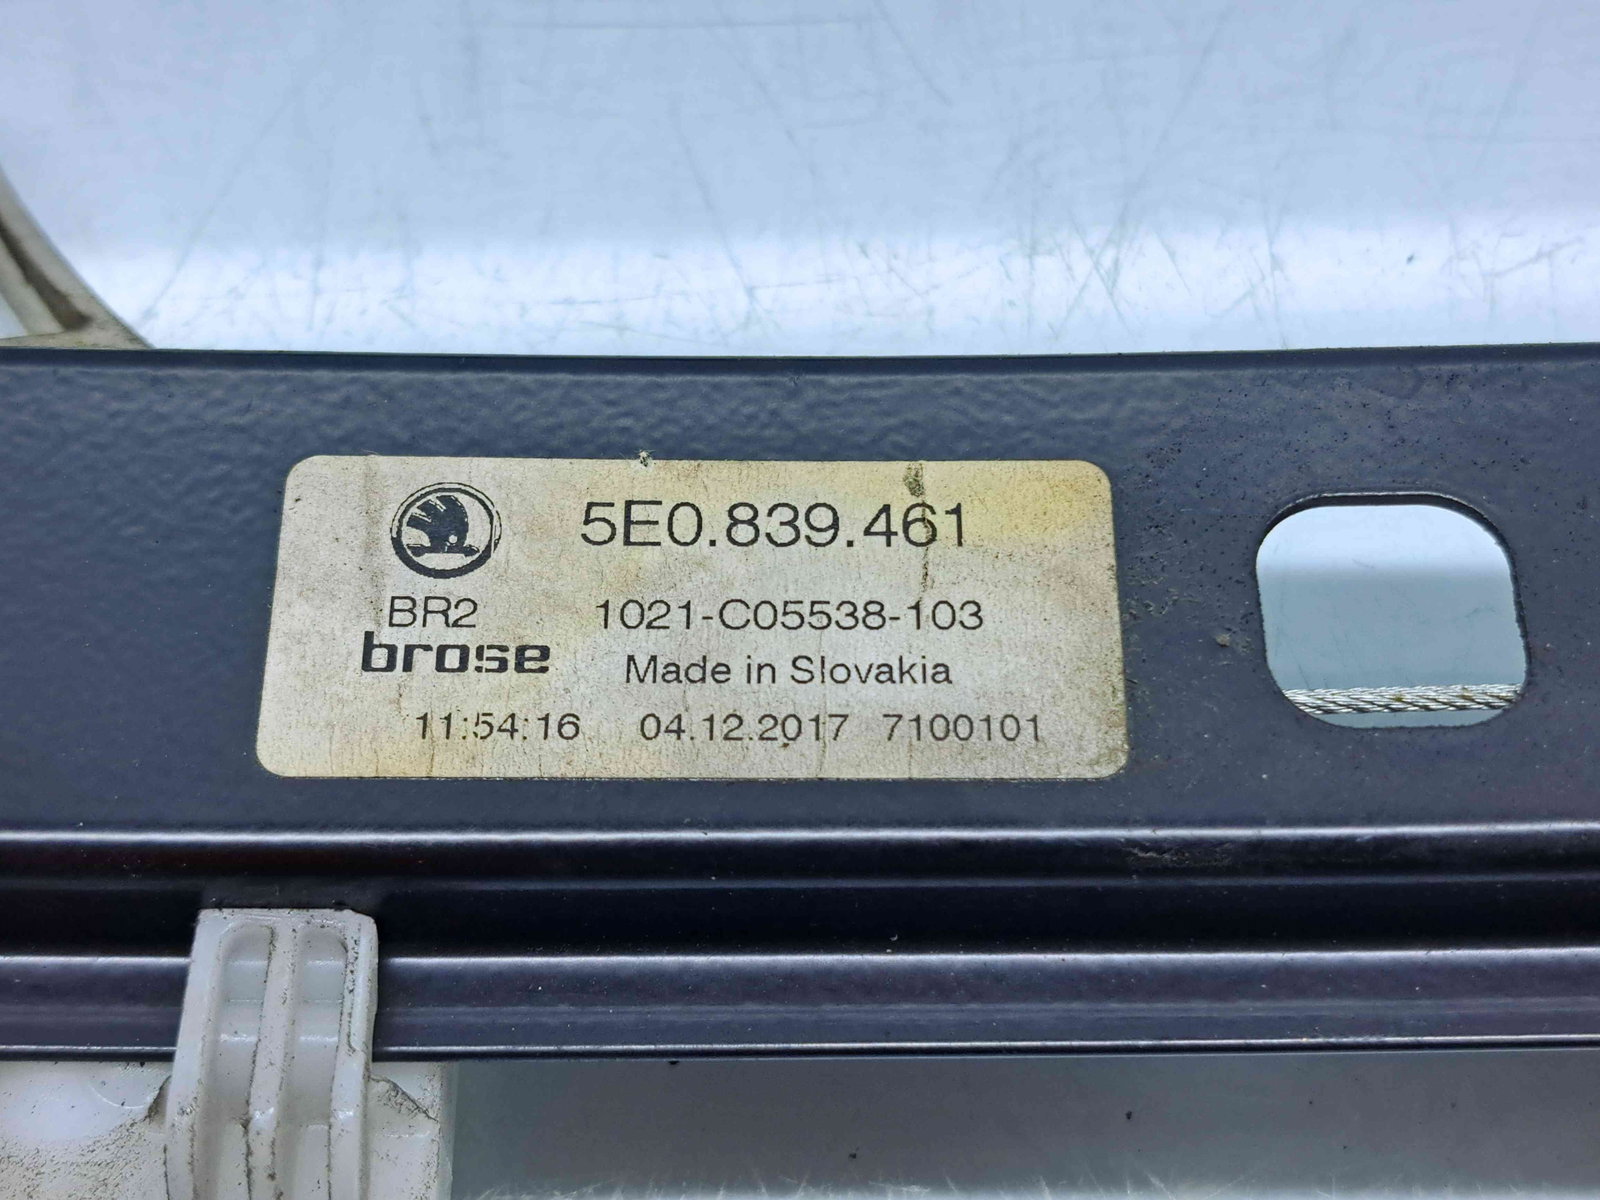 5E0.839.461
BR2 1021-C05538-103
brose Made in Slovakia
11:54:16 04.12.2017 7100101